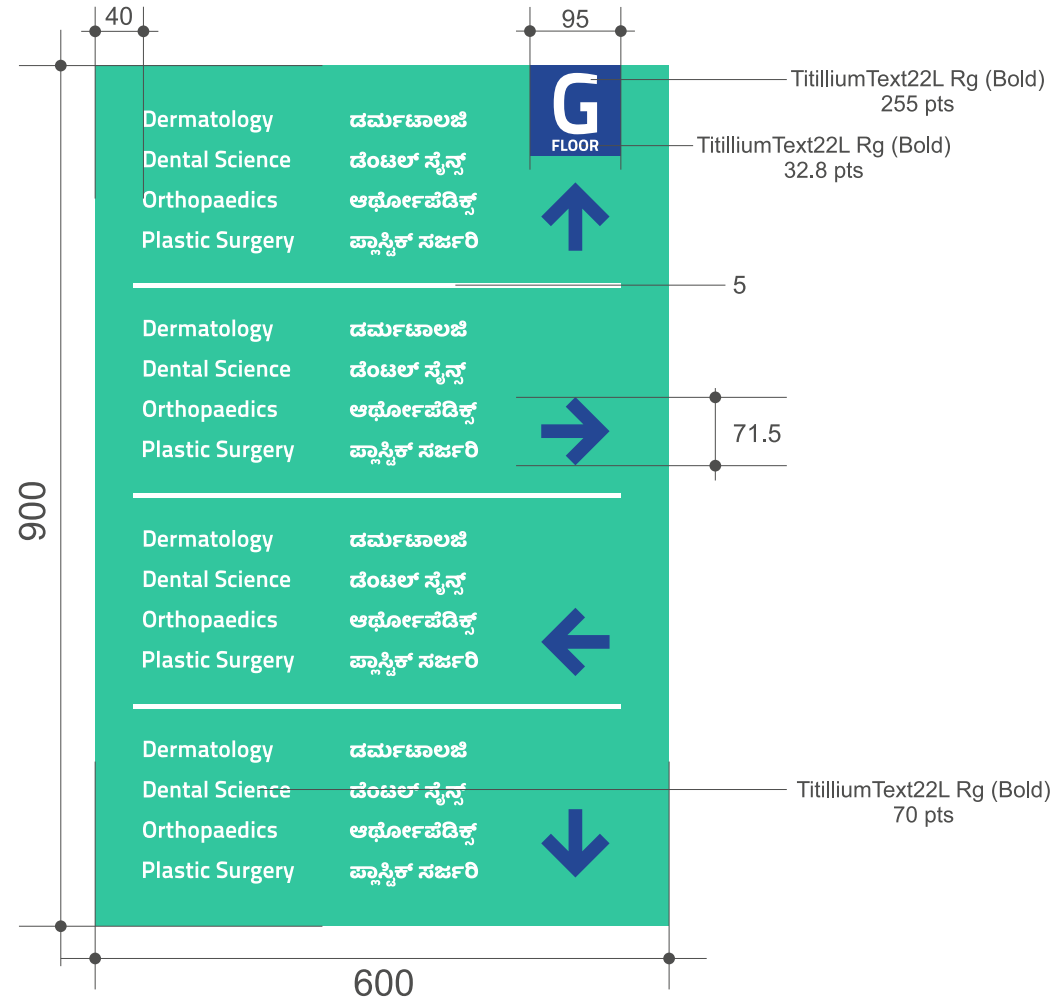 40
95
G
FLOOR
TitilliumText22L Rg (Bold)
255 pts
TitilliumText22L Rg (Bold)
32.8 pts
Dermatology ಡರ್ಮಟಾಲಜಿ
Dental Science ಡೆಂಟಲ್ ಸೈನ್ಸ್
Orthopaedics ಆರ್ಥೋಪೆಡಿಕ್ಸ್
Plastic Surgery ಪ್ಲಾಸ್ಟಿಕ್ ಸರ್ಜರಿ
5
Dermatology ಡರ್ಮಟಾಲಜಿ
Dental Science ಡೆಂಟಲ್ ಸೈನ್ಸ್
Orthopaedics ಆರ್ಥೋಪೆಡಿಕ್ಸ್
Plastic Surgery ಪ್ಲಾಸ್ಟಿಕ್ ಸರ್ಜರಿ
71.5
900
Dermatology ಡರ್ಮಟಾಲಜಿ
Dental Science ಡೆಂಟಲ್ ಸೈನ್ಸ್
Orthopaedics ಆರ್ಥೋಪೆಡಿಕ್ಸ್
Plastic Surgery ಪ್ಲಾಸ್ಟಿಕ್ ಸರ್ಜರಿ
Dermatology ಡರ್ಮಟಾಲಜಿ
Dental Science ಡೆಂಟಲ್ ಸೈನ್ಸ್
Orthopaedics ಆರ್ಥೋಪೆಡಿಕ್ಸ್
Plastic Surgery ಪ್ಲಾಸ್ಟಿಕ್ ಸರ್ಜರಿ
TitilliumText22L Rg (Bold)
70 pts
600